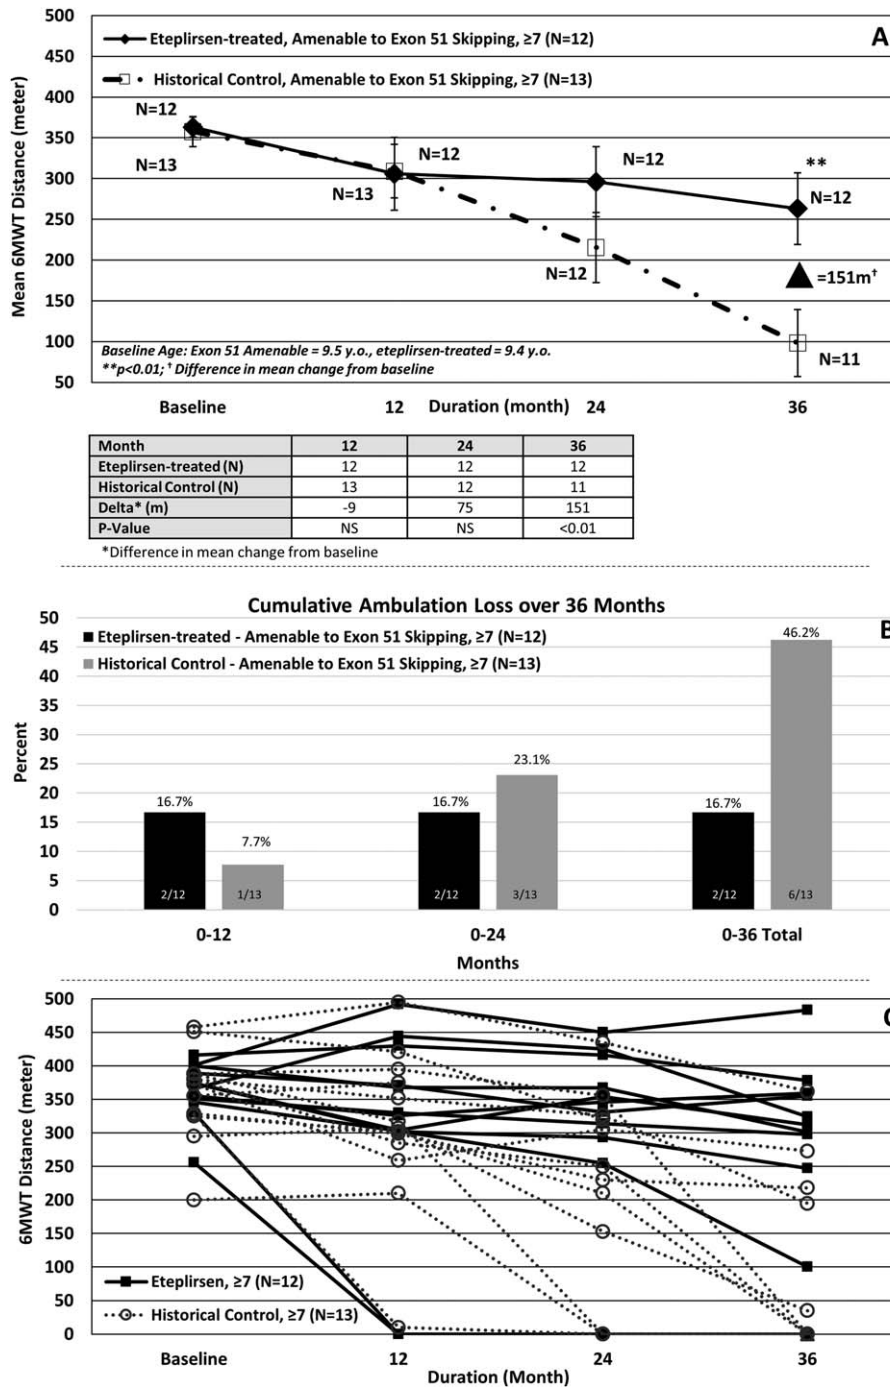 A
500
450
400
350
300
250
200
150
100
50
Mean 6MWT Distance (meter)
Eteplirsen-treated, Amenable to Exon 51 Skipping, ≥7 (N=12)
Historical Control, Amenable to Exon 51 Skipping, ≥7 (N=13)
N=12
N=13
N=12
N=13
N=12
N=12
**
N=12
=151m†
N=11
Baseline Age: Exon 51 Amenable = 9.5 y.o., eteplirsen-treated = 9.4 y.o.
**p<0.01; † Difference in mean change from baseline
Baseline 12 Duration (month) 24 36
Month 12 24 36
Eteplirsen-treated (N) 12 12 12
Historical Control (N) 13 12 11
Delta* (m) -9 75 151
P-Value NS NS <0.01
*Difference in mean change from baseline
Cumulative Ambulation Loss over 36 Months
B
50
45
40
35
30
25
20
15
10
5
0
Percent
Eteplirsen-treated - Amenable to Exon 51 Skipping, ≥7 (N=12)
Historical Control - Amenable to Exon 51 Skipping, ≥7 (N=13)
16.7% 7.7% 16.7% 23.1% 16.7% 46.2%
2/12 1/13 2/12 3/13 2/12 6/13
0-12 0-24 0-36 Total
Months
C
500
450
400
350
300
250
200
150
100
50
0
6MWT Distance (meter)
Eteplirsen, ≥7 (N=12)
Historical Control, ≥7 (N=13)
Baseline 12 24 36
Duration (Month)